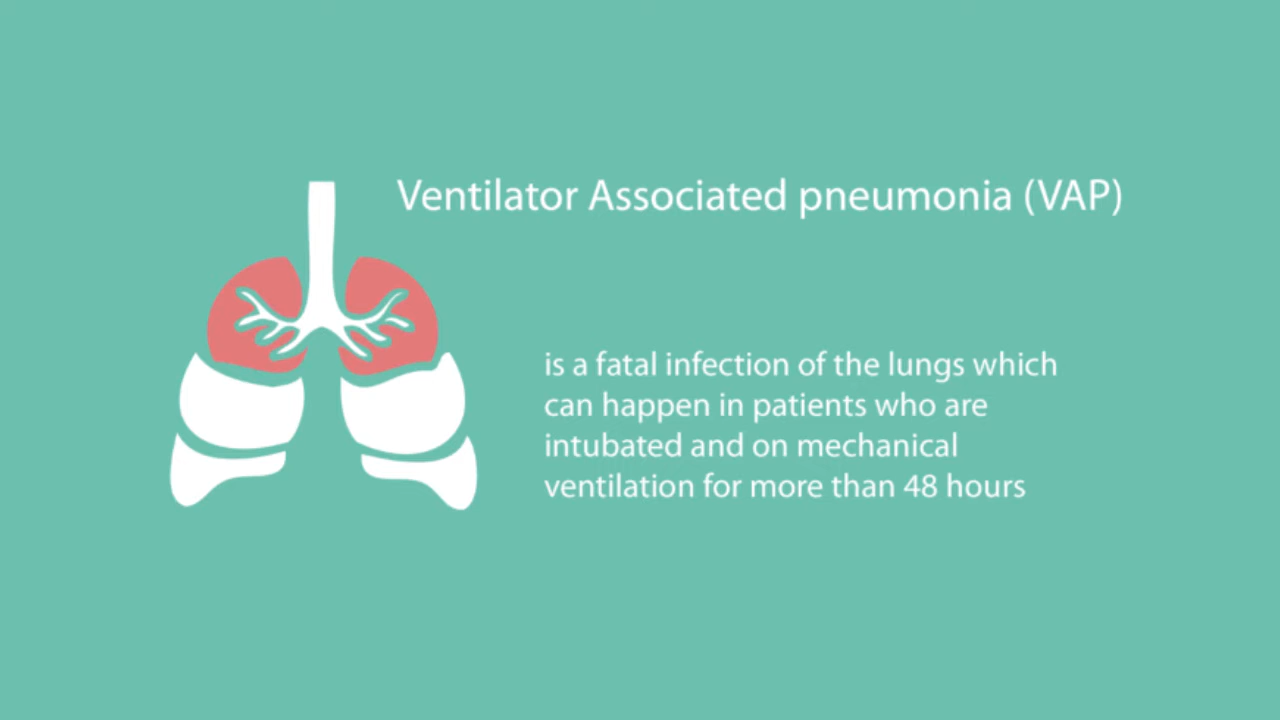 Ventilator Associated pneumonia (VAP)
is a fatal infection of the lungs which
can happen in patients who are
intubated and on mechanical
ventilation for more than 48 hours